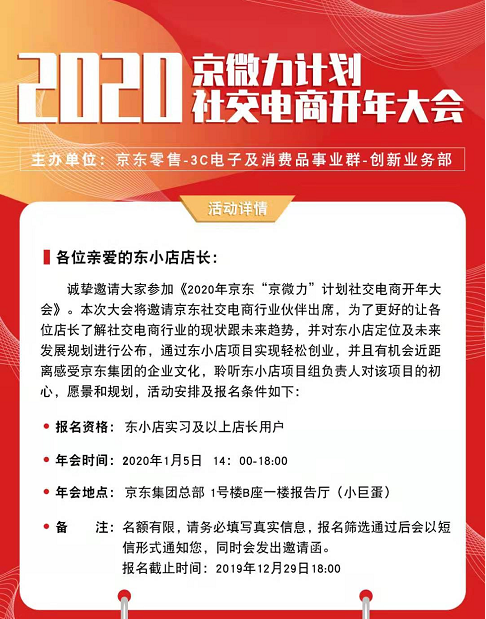 2020
京微力计划
社交电商开年大会
主办单位：京东零售-3C电子及消费品事业群-创新业务部
活动详情
各位亲爱的东小店店长：
诚挚邀请大家参加《2020年京东“京微力”计划社交电商开年大
会》。本次大会将邀请京东社交电商行业伙伴出席，为了更好的让各
位店长了解社交电商行业的现状跟未来趋势，并对东小店定位及未来
发展规划进行公布，通过东小店项目实现轻松创业，并且有机会近距
离感受京东集团的企业文化，聆听东小店项目组负责人对该项目的初
心，愿景和规划，活动安排及报名条件如下：
报名资格： 东小店实习及以上店长用户
年会时间：2020年1月5日 14：00-18:00
年会地点： 京东集团总部 1号楼B座一楼报告厅（小巨蛋）
备 注：名额有限，请务必填写真实信息，报名筛选通过后会以短
信形式通知您，同时会发出邀请函。
报名截止时间：2019年12月29日18:00